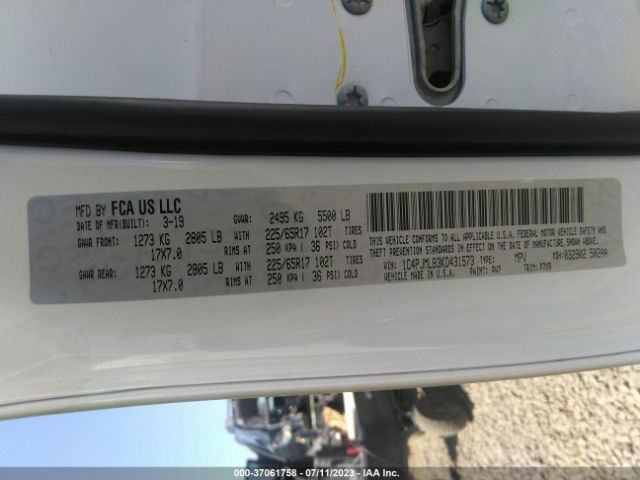 MFD BY FCA US LLC
DATE OF MFR(BUILT): 3-19 GVWR: 2495 KG 5500 LB
GAWR FRONT: 1273 KG 2805 LB WITH 225/65R17 102T TIRES
17X7.0 RIMS AT 250 KPA ( 36 PSI) COLD
GAWR REAR: 1273 KG 2805 LB WITH 225/65R17 102T TIRES
17X7.0 RIMS AT 250 KPA ( 36 PSI) COLD
THIS VEHICLE CONFORMS TO ALL APPLICABLE U.S.A. FEDERAL MOTOR VEHICLE SAFETY AND
THEFT PREVENTION STANDARDS IN EFFECT ON THE DATE OF MANUFACTURE SHOWN ABOVE.
VIN: 1C4PJMLB3KD431573 TYPE: MPV MDH:032902 502AA
VEHICLE MADE IN U.S.A. PAINT: PW7 TRIM: P7X9
000-37061758 - 07/11/2023 - IAA Inc.